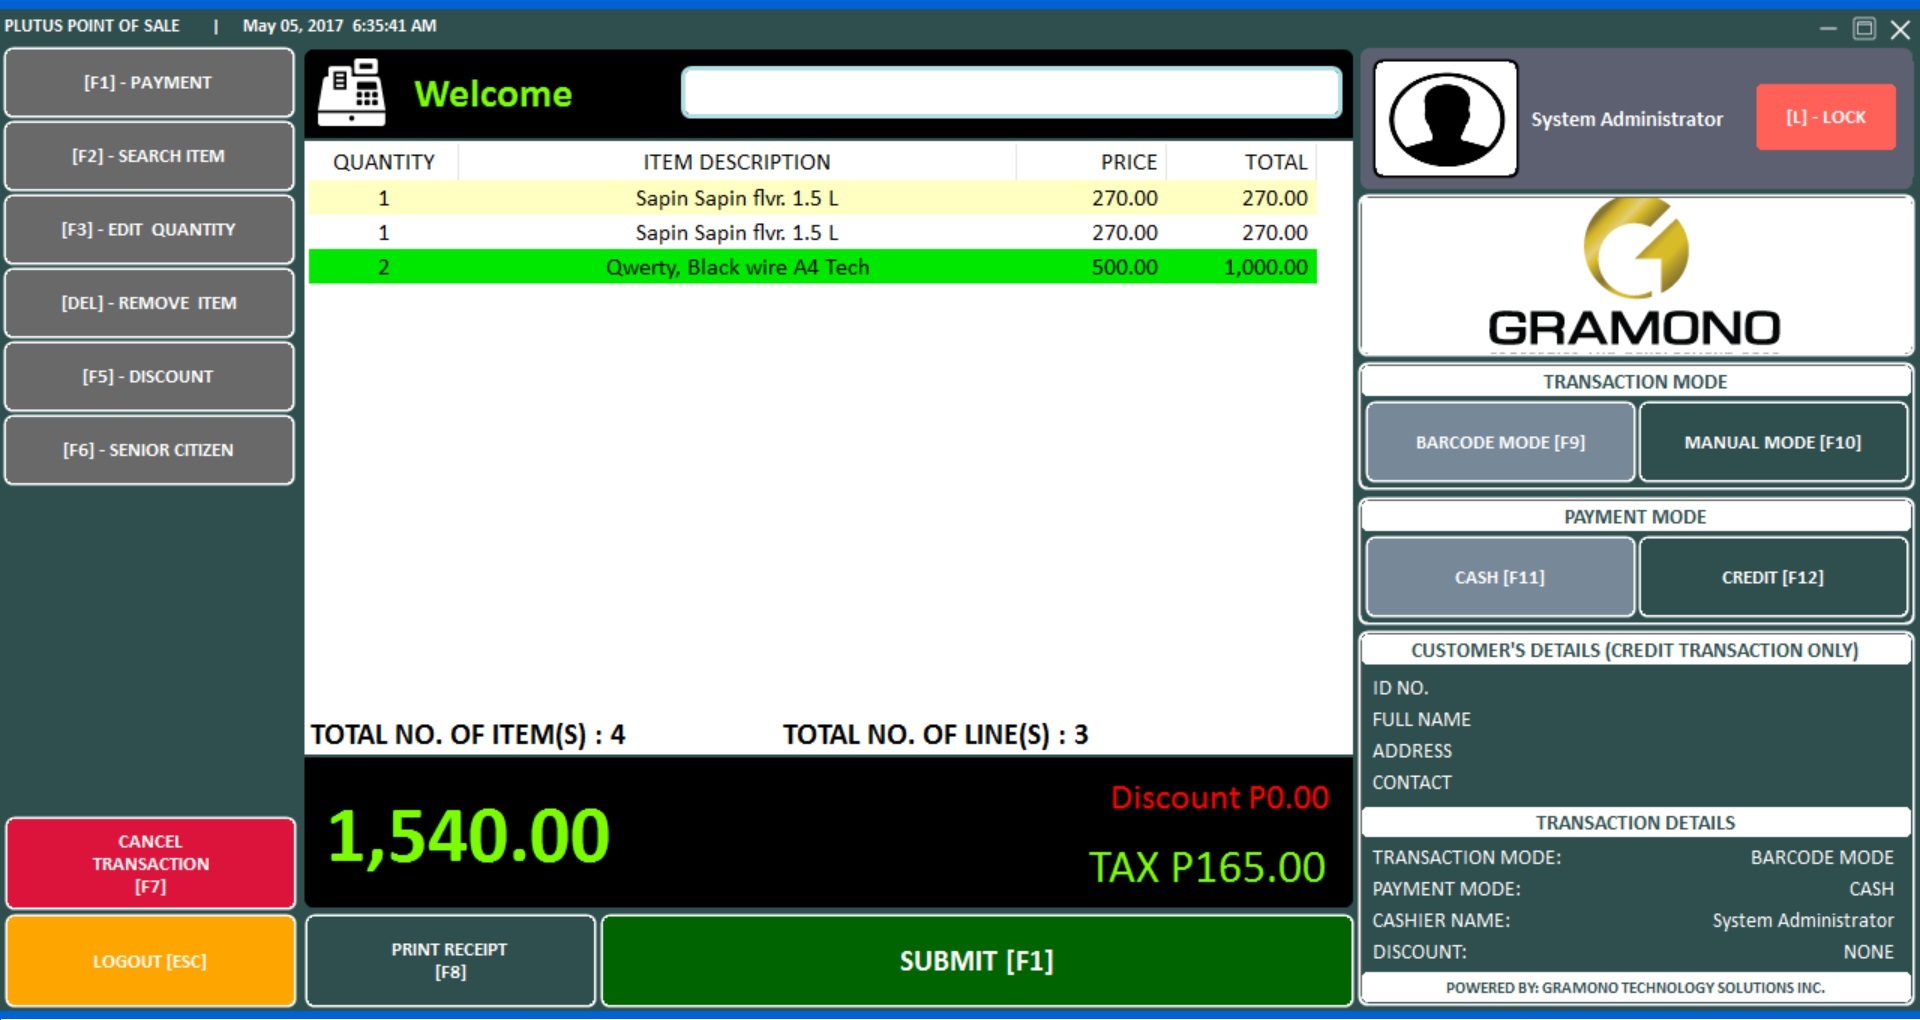 PLUTUS POINT OF SALE | May 05, 2017 6:35:41 AM
[F1] - PAYMENT
[F2] - SEARCH ITEM
[F3] - EDIT QUANTITY
[DEL] - REMOVE ITEM
[F5] - DISCOUNT
[F6] - SENIOR CITIZEN
CANCEL
TRANSACTION
[F7]
LOGOUT [ESC]
Welcome
QUANTITY ITEM DESCRIPTION PRICE TOTAL
1 Sapin Sapin flvr. 1.5 L 270.00 270.00
1 Sapin Sapin flvr. 1.5 L 270.00 270.00
2 Qwerty, Black wire A4 Tech 500.00 1,000.00
TOTAL NO. OF ITEM(S) : 4 TOTAL NO. OF LINE(S) : 3
1,540.00
Discount P0.00
TAX P165.00
PRINT RECEIPT
[F8]
SUBMIT [F1]
System Administrator
[L] - LOCK
GRAMONO
TRANSACTION MODE
BARCODE MODE [F9] MANUAL MODE [F10]
PAYMENT MODE
CASH [F11] CREDIT [F12]
CUSTOMER'S DETAILS (CREDIT TRANSACTION ONLY)
ID NO.
FULL NAME
ADDRESS
CONTACT
TRANSACTION DETAILS
TRANSACTION MODE: BARCODE MODE
PAYMENT MODE: CASH
CASHIER NAME: System Administrator
DISCOUNT: NONE
POWERED BY: GRAMONO TECHNOLOGY SOLUTIONS INC.